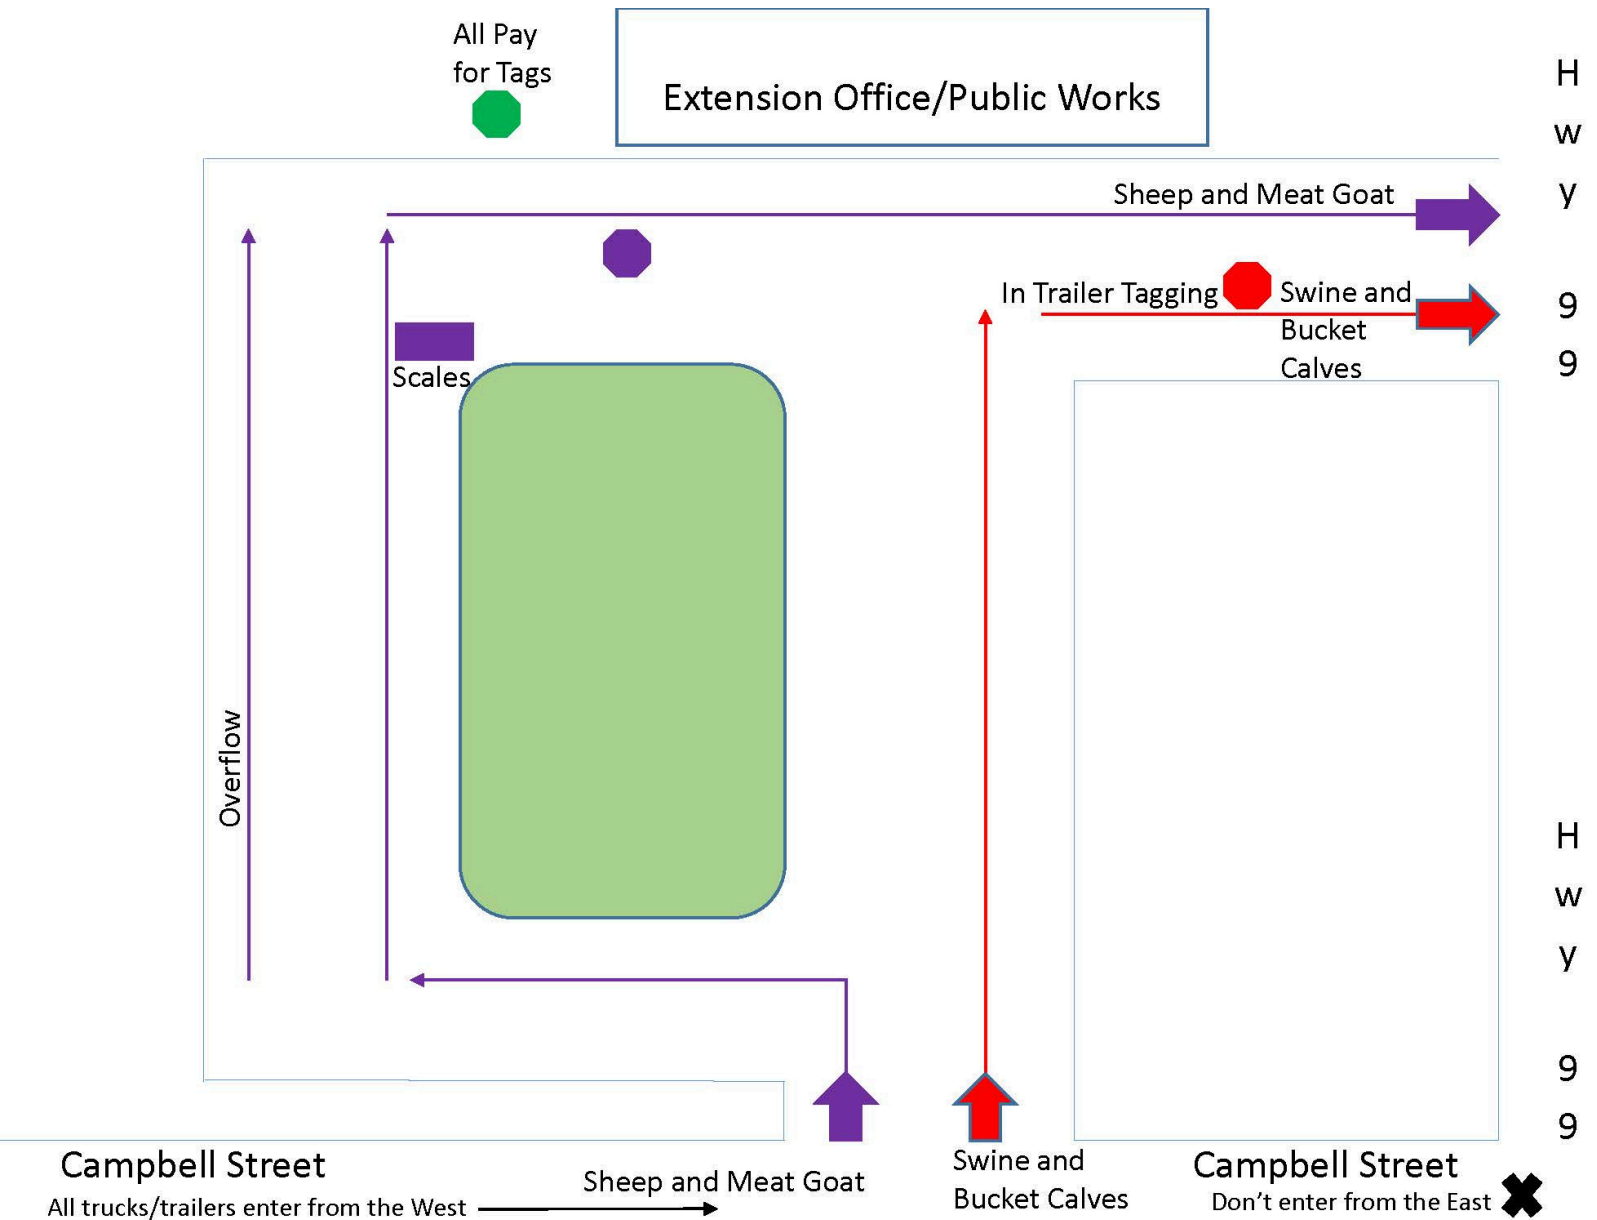 All Pay
for Tags
Extension Office/Public Works
H
w
y
9
9
Sheep and Meat Goat
In Trailer Tagging
Swine and
Bucket
Calves
Scales
Overflow
H
w
y
9
9
Campbell Street
All trucks/trailers enter from the West
Sheep and Meat Goat
Swine and
Bucket Calves
Campbell Street
Don’t enter from the East